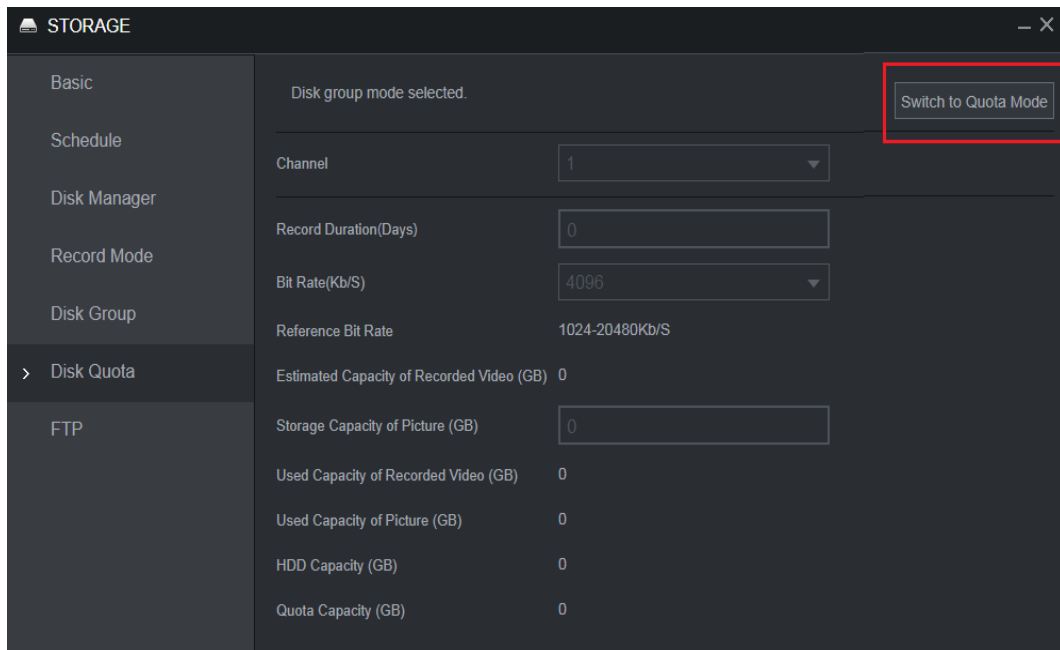 STORAGE
Basic
Schedule
Disk Manager
Record Mode
Disk Group
Disk Quota
FTP
Disk group mode selected.
Switch to Quota Mode
Channel 1
Record Duration(Days) 0
Bit Rate(Kb/S) 4096
Reference Bit Rate 1024-20480Kb/S
Estimated Capacity of Recorded Video (GB) 0
Storage Capacity of Picture (GB) 0
Used Capacity of Recorded Video (GB) 0
Used Capacity of Picture (GB) 0
HDD Capacity (GB) 0
Quota Capacity (GB) 0